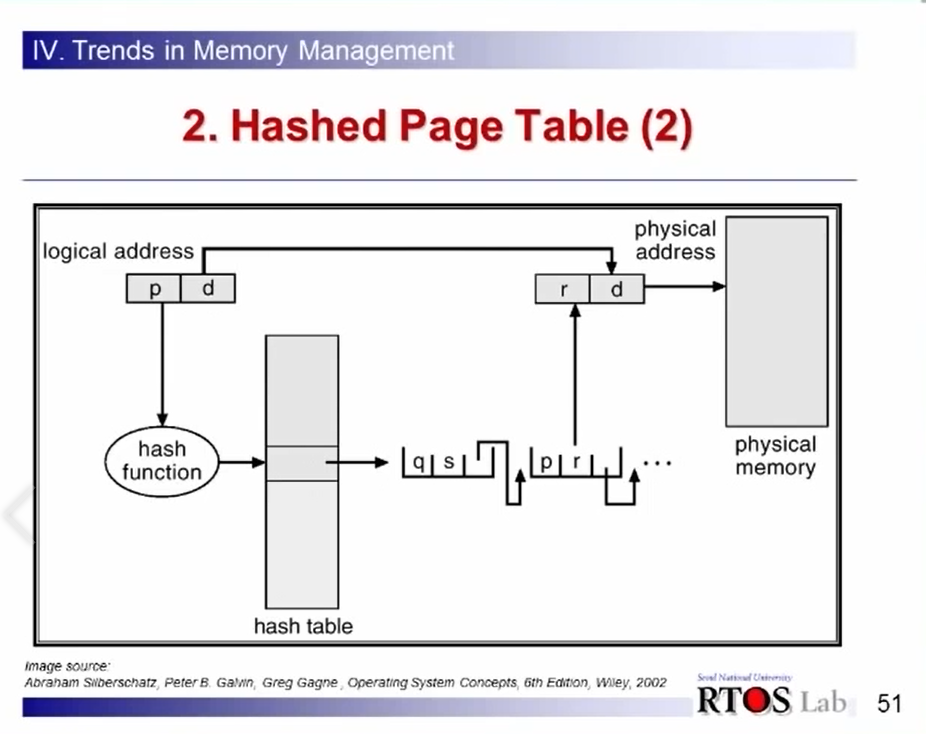 IV. Trends in Memory Management
2. Hashed Page Table (2)
logical address
p d
physical
address
r d
hash
function
q s
p r
...
physical
memory
hash table
Image source:
Abraham Silberschatz, Peter B. Galvin, Greg Gagne , Operating System Concepts, 6th Edition, Wiley, 2002
Seoul National University
RTOS Lab
51